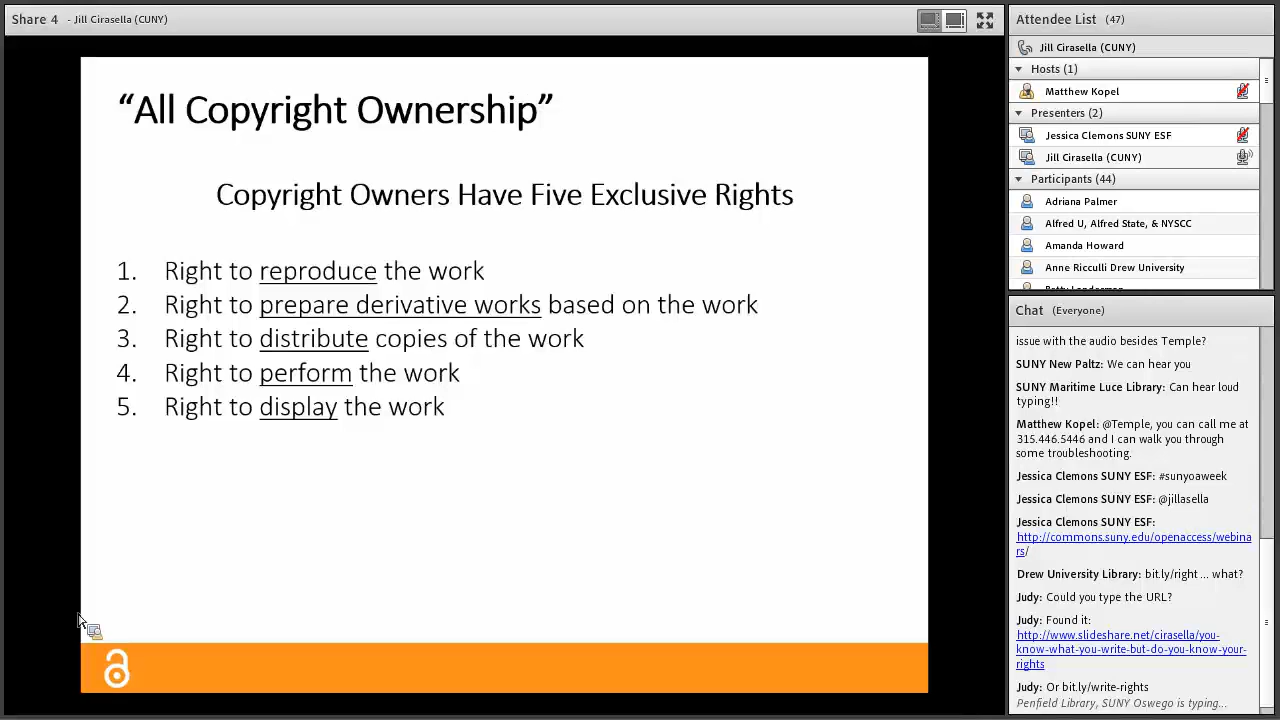 Share 4 - Jill Cirasella (CUNY)
“All Copyright Ownership”
Copyright Owners Have Five Exclusive Rights
1. Right to reproduce the work
2. Right to prepare derivative works based on the work
3. Right to distribute copies of the work
4. Right to perform the work
5. Right to display the work
Attendee List (47)
Jill Cirasella (CUNY)
Hosts (1)
Matthew Kopel
Presenters (2)
Jessica Clemons SUNY ESF
Jill Cirasella (CUNY)
Participants (44)
Adriana Palmer
Alfred U, Alfred State, & NYSCC
Amanda Howard
Anne Ricculli Drew University
Chat (Everyone)
issue with the audio besides Temple?
SUNY New Paltz: We can hear you
SUNY Maritime Luce Library: Can hear loud
typing!!
Matthew Kopel: @Temple, you can call me at
315.446.5446 and I can walk you through
some troubleshooting.
Jessica Clemons SUNY ESF: #sunyoaweek
Jessica Clemons SUNY ESF: @jillasella
Jessica Clemons SUNY ESF:
http://commons.suny.edu/openaccess/webina
rs/
Drew University Library: bit.ly/right ... what?
Judy: Could you type the URL?
Judy: Found it:
http://www.slideshare.net/cirasella/you-
know-what-you-write-but-do-you-know-your-
rights
Judy: Or bit.ly/write-rights
Penfield Library, SUNY Oswego is typing...